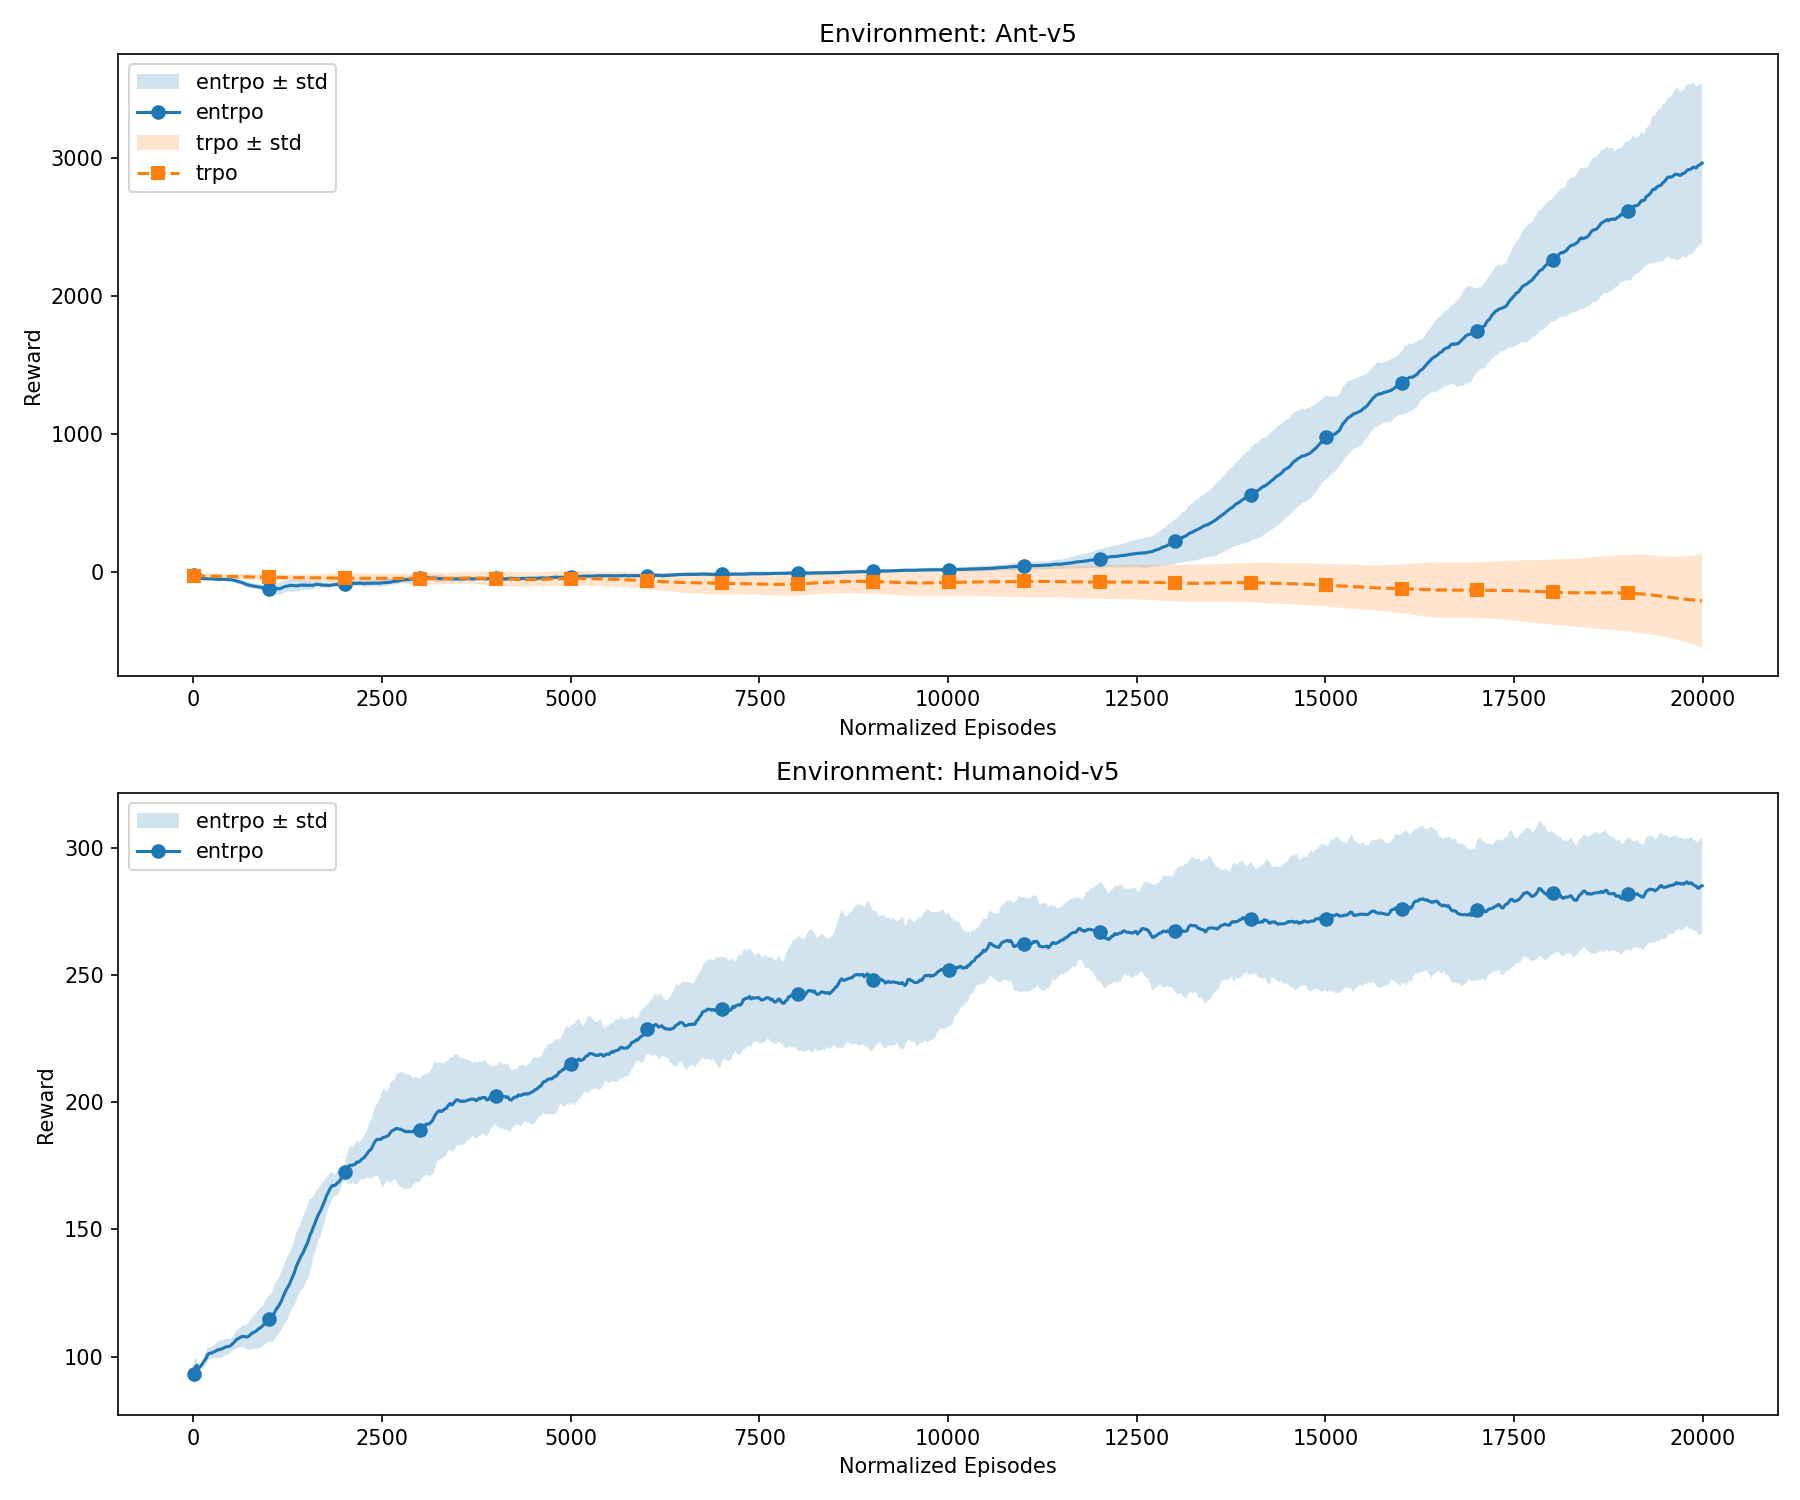 Environment: Ant-v5
entrpo ± std
entrpo
trpo ± std
trpo
3000
2000
1000
0
Reward
0 2500 5000 7500 10000 12500 15000 17500 20000
Normalized Episodes
Environment: Humanoid-v5
entrpo ± std
entrpo
300
250
200
150
100
Reward
0 2500 5000 7500 10000 12500 15000 17500 20000
Normalized Episodes